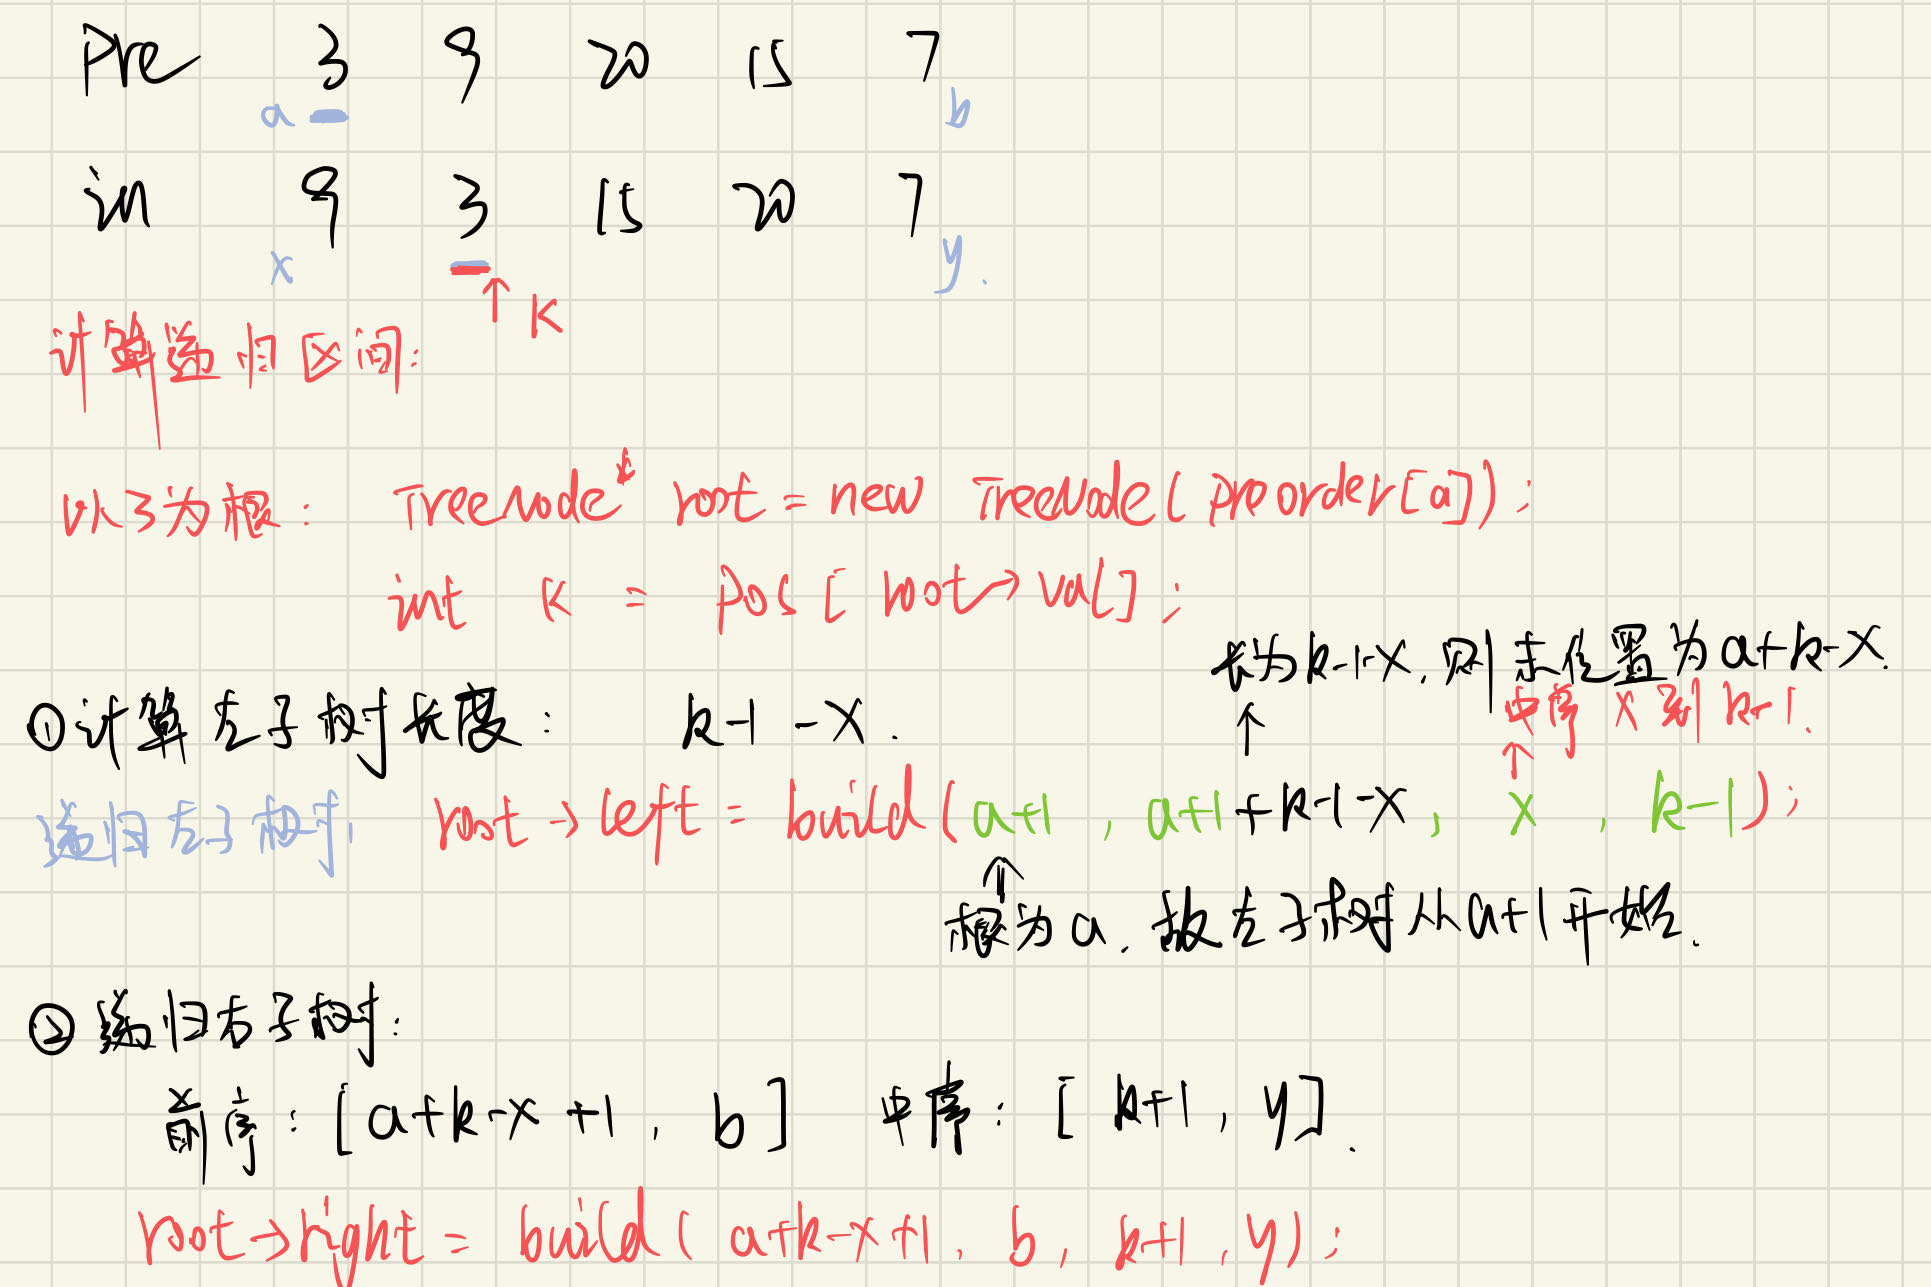 Pre 3 9 20 15 7
a b
in 9 3 15 20 7
x y.
↑ K
计算递归区间:
以3为根: TreeNode* root = new TreeNode(preorder[a]);
int K = pos[root->val];
长为k-1-x,则末位置为a+k-x.
①计算左子树长度: k-1-x.
中序x到k-1.
递归左子树: root->left = build(a+1, a+1+k-1-x, x, k-1);
根为a.故左子树从a+1开始.
②递归右子树:
前序:[a+k-x+1, b] 中序:[k+1, y].
root->right = build(a+k-x+1, b, k+1, y);